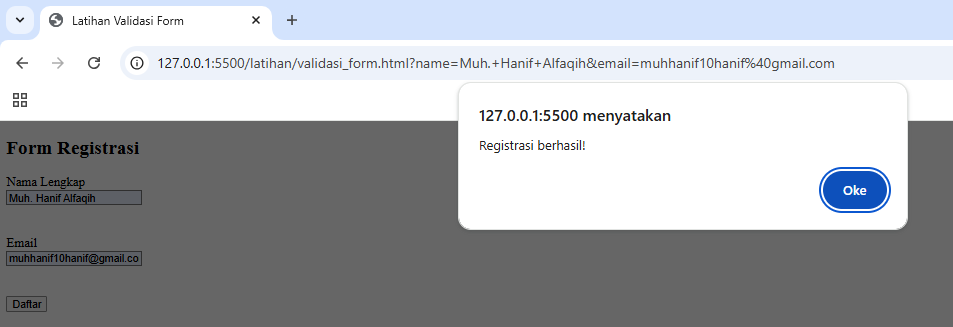 Latihan Validasi Form
127.0.0.1:5500/latihan/validasi_form.html?name=Muh.+Hanif+Alfaqih&email=muhhanif10hanif%40gmail.com
127.0.0.1:5500 menyatakan
Registrasi berhasil!
Oke
Form Registrasi
Nama Lengkap
Muh. Hanif Alfaqih
Email
muhhanif10hanif@gmail.co
Daftar